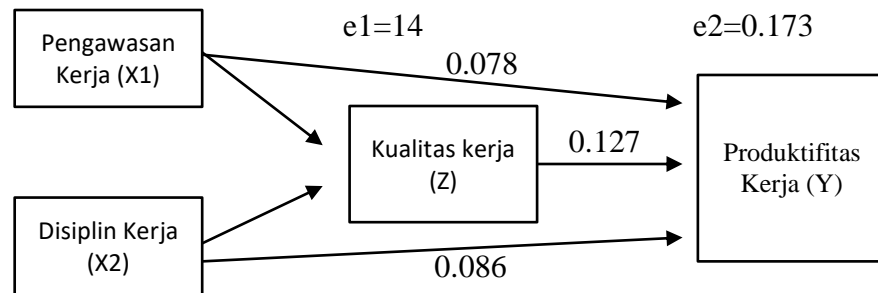 Pengawasan
Kerja (X1)
e1=14
e2=0.173
0.078
Kualitas kerja
(Z)
0.127
Produktifitas
Kerja (Y)
Disiplin Kerja
(X2)
0.086